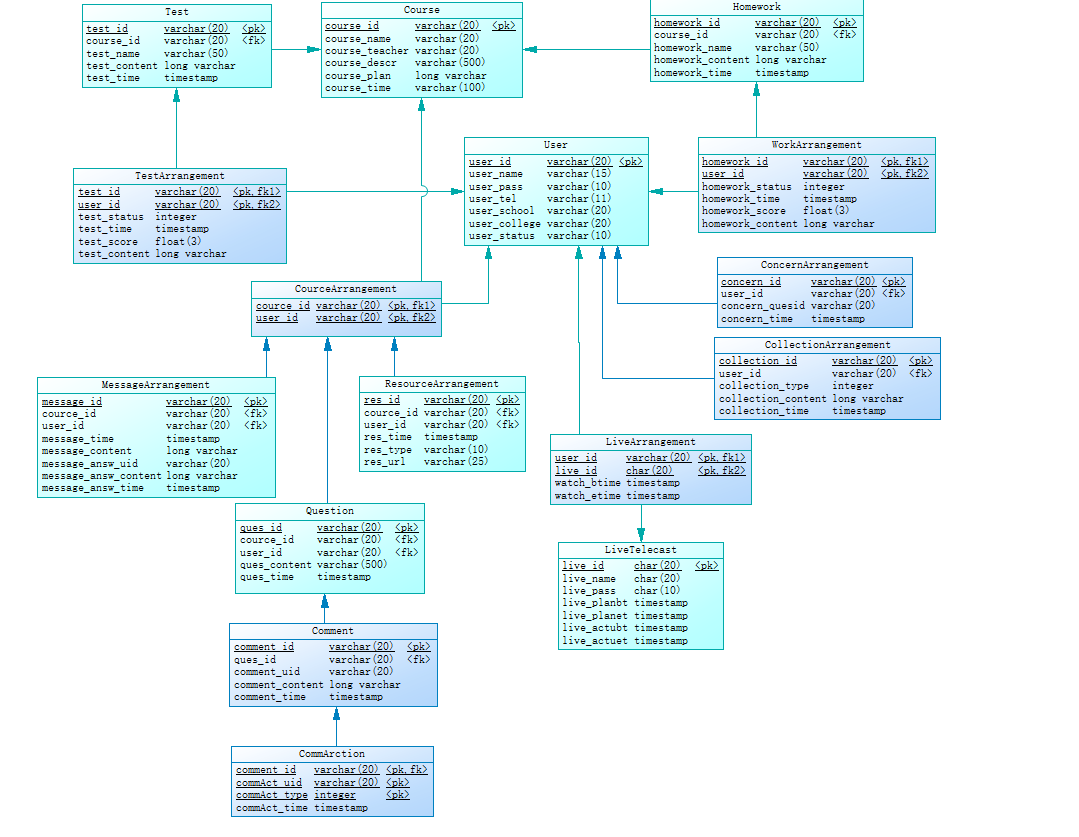 Test
test_id varchar(20) <pk>
course_id varchar(20) <fk>
test_name varchar(50)
test_content long varchar
test_time timestamp
Course
course_id varchar(20) <pk>
course_name varchar(20)
course_teacher varchar(20)
course_descr varchar(500)
course_plan long varchar
course_time varchar(100)
Homework
homework_id varchar(20) <pk>
course_id varchar(20) <fk>
homework_name varchar(50)
homework_content long varchar
homework_time timestamp
User
user_id varchar(20) <pk>
user_name varchar(15)
user_pass varchar(10)
user_tel varchar(11)
user_school varchar(20)
user_college varchar(20)
user_status varchar(10)
WorkArrangement
homework_id varchar(20) <pk,fk1>
user_id varchar(20) <pk,fk2>
homework_status integer
homework_time timestamp
homework_score float(3)
homework_content long varchar
TestArrangement
test_id varchar(20) <pk,fk1>
user_id varchar(20) <pk,fk2>
test_status integer
test_time timestamp
test_score float(3)
test_content long varchar
ConcernArrangement
concern_id varchar(20) <pk>
user_id varchar(20) <fk>
concern_quesid varchar(20)
concern_time timestamp
CourceArrangement
cource_id varchar(20) <pk,fk1>
user_id varchar(20) <pk,fk2>
CollectionArrangement
collection_id varchar(20) <pk>
user_id varchar(20) <fk>
collection_type integer
collection_content long varchar
collection_time timestamp
MessageArrangement
message_id varchar(20) <pk>
cource_id varchar(20) <fk>
user_id varchar(20) <fk>
message_time timestamp
message_content long varchar
message_answ_uid varchar(20)
message_answ_content long varchar
message_answ_time timestamp
ResourceArrangement
res_id varchar(20) <pk>
cource_id varchar(20) <fk>
user_id varchar(20) <fk>
res_time timestamp
res_type varchar(10)
res_url varchar(25)
LiveArrangement
user_id varchar(20) <pk,fk1>
live_id char(20) <pk,fk2>
watch_btime timestamp
watch_etime timestamp
Question
ques_id varchar(20) <pk>
cource_id varchar(20) <fk>
user_id varchar(20) <fk>
ques_content varchar(500)
ques_time timestamp
LiveTelecast
live_id char(20) <pk>
live_name char(20)
live_pass char(10)
live_planbt timestamp
live_planet timestamp
live_actubt timestamp
live_actuet timestamp
Comment
comment_id varchar(20) <pk>
ques_id varchar(20) <fk>
comment_uid varchar(20)
comment_content long varchar
comment_time timestamp
CommArction
comment_id varchar(20) <pk,fk>
commAct_uid varchar(20) <pk>
commAct_type integer <pk>
commAct_time timestamp